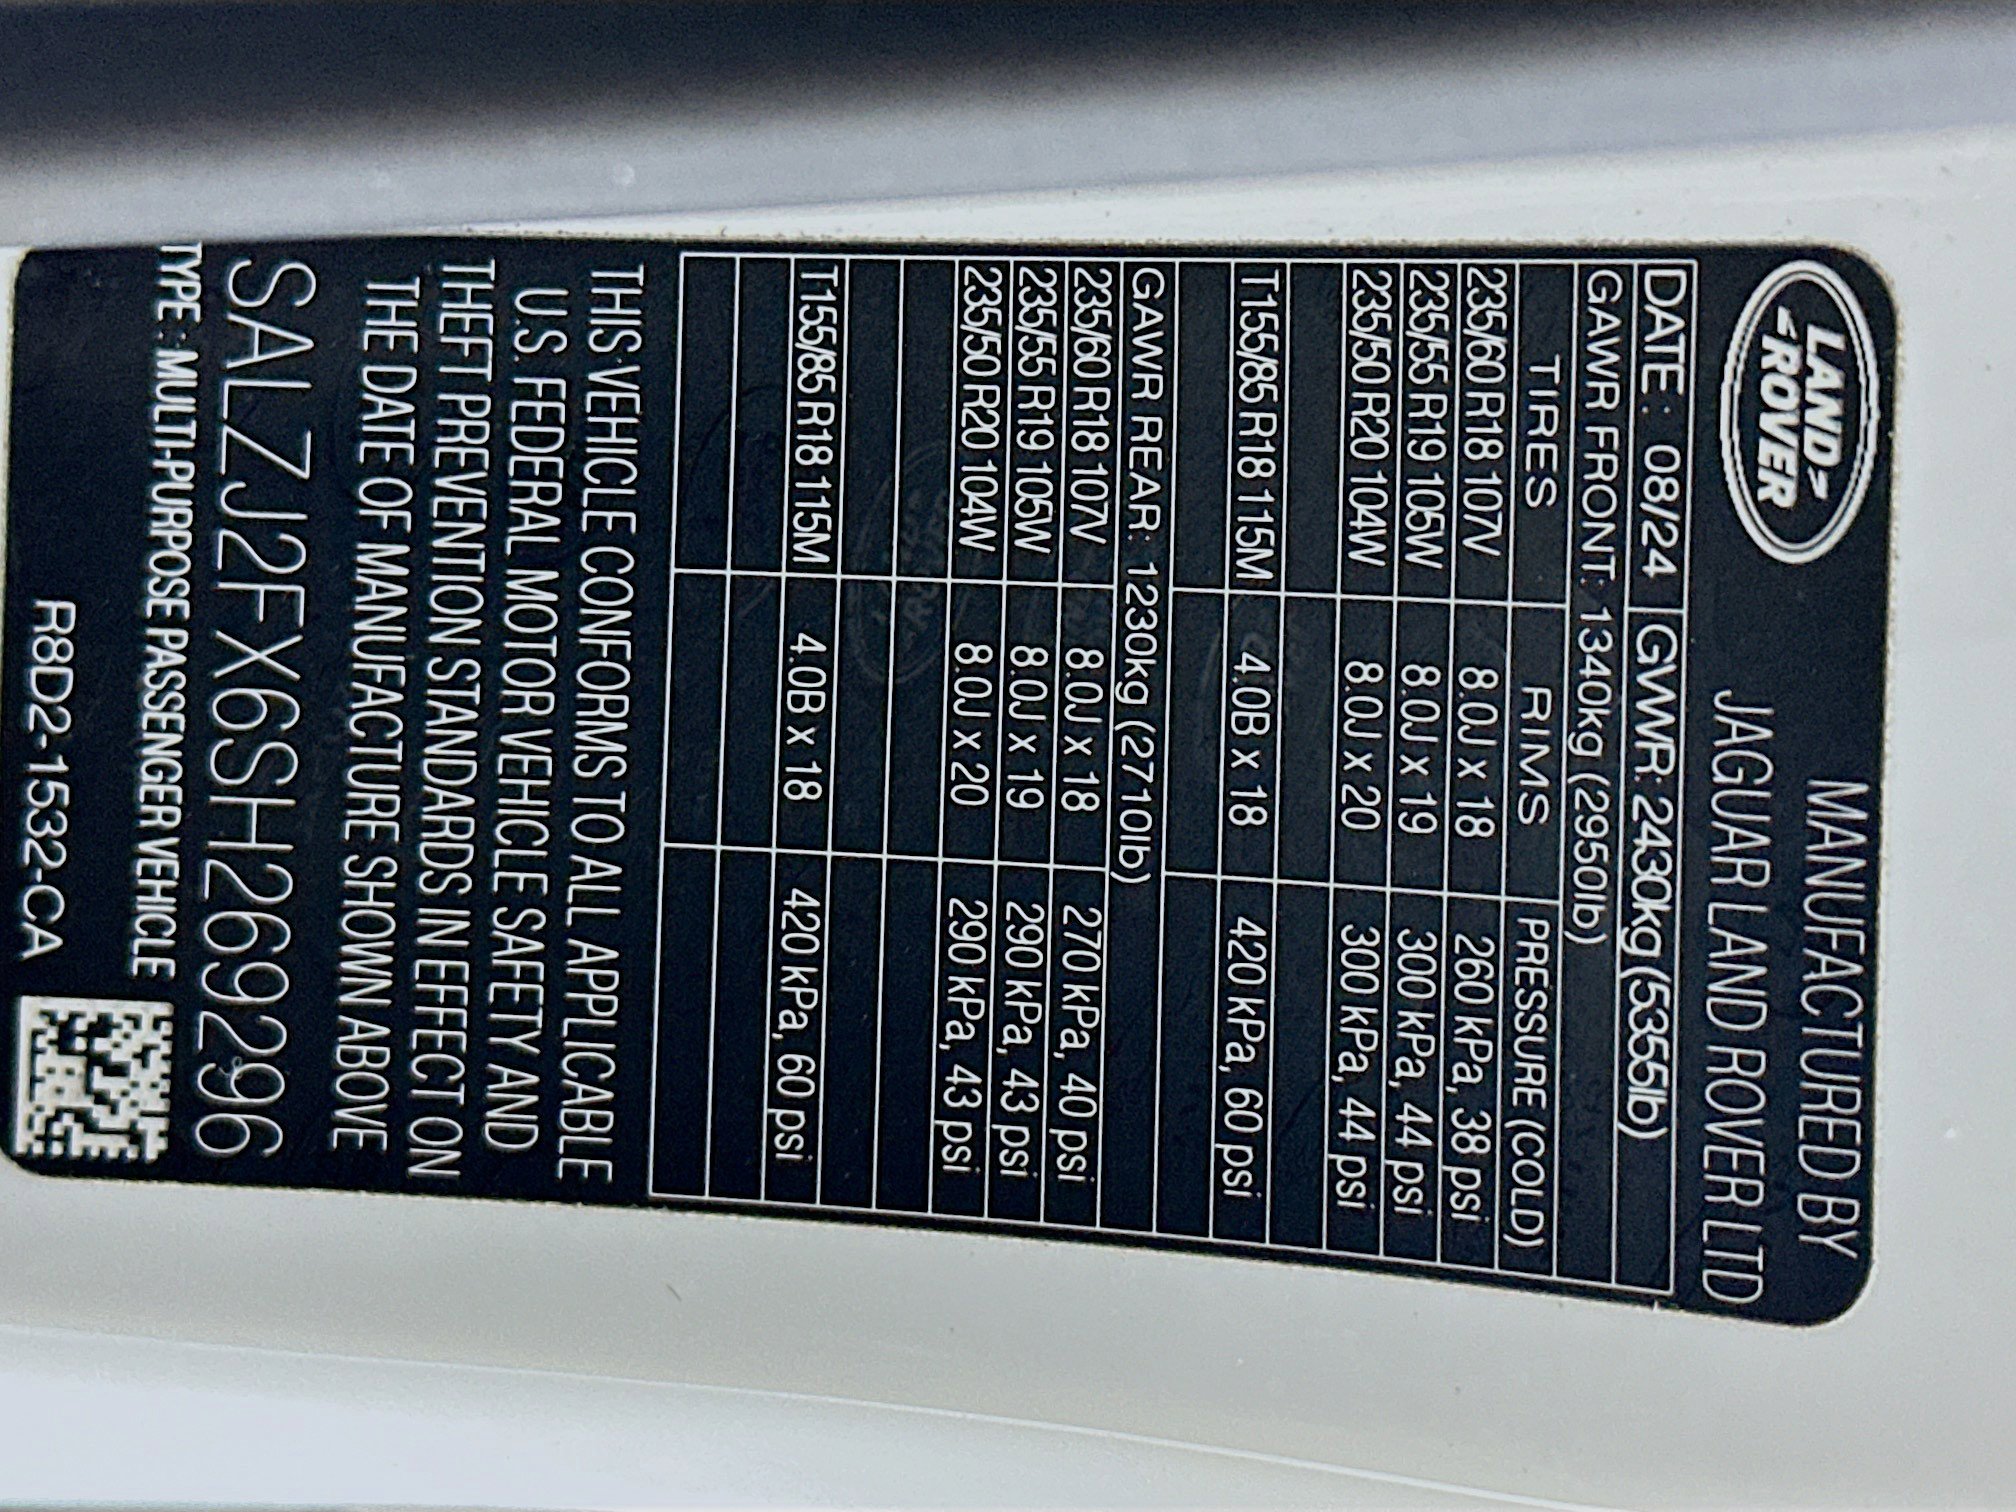 LAND
ROVER
MANUFACTURED BY
JAGUAR LAND ROVER LTD
DATE : 08/24 GWWR: 2430kg (5355lb)
GAWR FRONT: 1340kg (2950lb)
TIRES RIMS PRESSURE (COLD)
235/60 R18 107V 8.0J x 18 260 kPa, 38 psi
235/55 R19 105W 8.0J x 19 300 kPa, 44 psi
235/50 R20 104W 8.0J x 20 300 kPa, 44 psi
T155/85 R18 115M 4.0B x 18 420 kPa, 60 psi
GAWR REAR: 1230kg (2710lb)
235/60 R18 107V 8.0J x 18 270 kPa, 40 psi
235/55 R19 105W 8.0J x 19 290 kPa, 43 psi
235/50 R20 104W 8.0J x 20 290 kPa, 43 psi
T155/85 R18 115M 4.0B x 18 420 kPa, 60 psi
THIS VEHICLE CONFORMS TO ALL APPLICABLE
U.S. FEDERAL MOTOR VEHICLE SAFETY AND
THEFT PREVENTION STANDARDS IN EFFECT ON
THE DATE OF MANUFACTURE SHOWN ABOVE
SALZJ2FX6SH269296
TYPE : MULTI-PURPOSE PASSENGER VEHICLE
R8D2-1532-CA